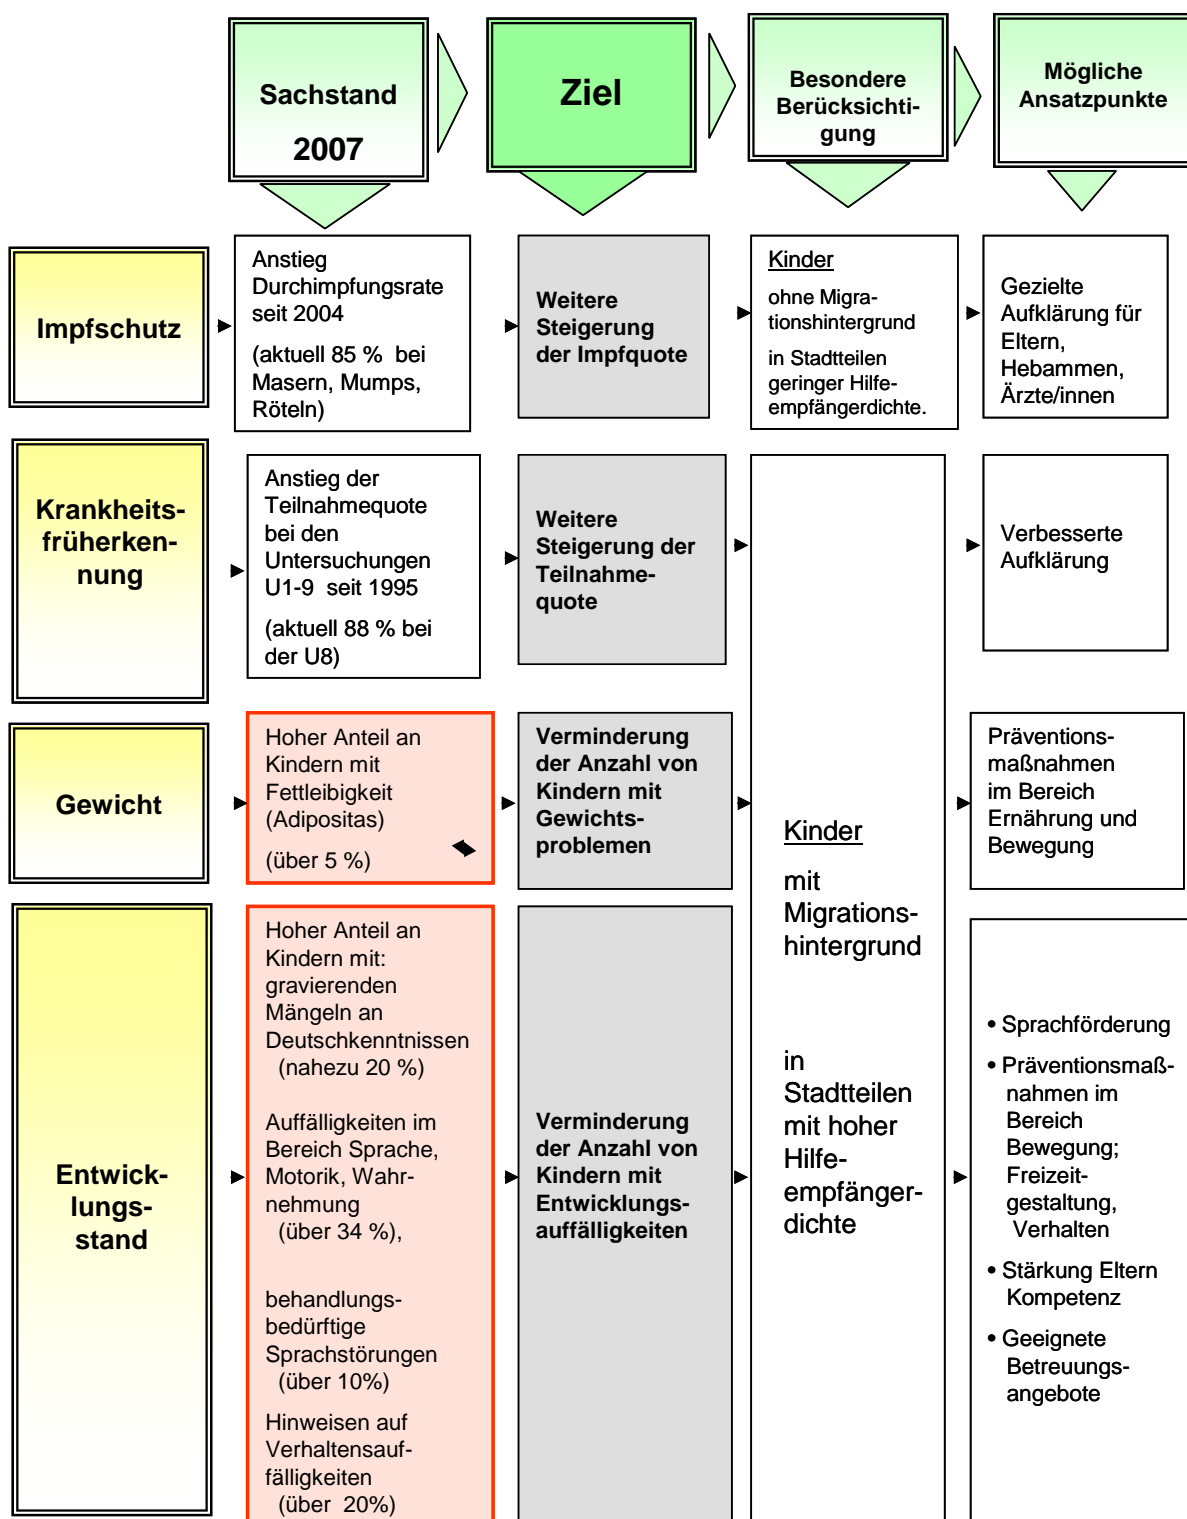 Sachstand
2007
Ziel
Besondere
Berücksichti-
gung
Mögliche
Ansatzpunkte
Impfschutz
Anstieg
Durchimpfungsrate
seit 2004
(aktuell 85 % bei
Masern, Mumps,
Röteln)
Weitere
Steigerung
der Impfquote
Kinder
ohne Migra-
tionshintergrund
in Stadtteilen
geringer Hilfe-
empfängerdichte.
Gezielte
Aufklärung für
Eltern,
Hebammen,
Ärzte/innen
Krankheits-
früherken-
nung
Anstieg der
Teilnahmequote
bei den
Untersuchungen
U1-9 seit 1995
(aktuell 88 % bei
der U8)
Weitere
Steigerung der
Teilnahme-
quote
Verbesserte
Aufklärung
Gewicht
Hoher Anteil an
Kindern mit
Fettleibigkeit
(Adipositas)
(über 5 %)
Verminderung
der Anzahl von
Kindern mit
Gewichts-
problemen
Kinder
mit
Migrations-
hintergrund
in
Stadtteilen
mit hoher
Hilfe-
empfänger-
dichte
Präventions-
maßnahmen
im Bereich
Ernährung und
Bewegung
Entwick-
lungs-
stand
Hoher Anteil an
Kindern mit:
gravierenden
Mängeln an
Deutschkenntnissen
(nahezu 20 %)
Auffälligkeiten im
Bereich Sprache,
Motorik, Wahr-
nehmung
(über 34 %),
behandlungs-
bedürftige
Sprachstörungen
(über 10%)
Hinweisen auf
Verhaltensauf-
fälligkeiten
(über 20%)
Verminderung
der Anzahl von
Kindern mit
Entwicklungs-
auffälligkeiten
• Sprachförderung
• Präventionsmaß-
nahmen im
Bereich
Bewegung;
Freizeit-
gestaltung,
Verhalten
• Stärkung Eltern
Kompetenz
• Geeignete
Betreuungs-
angebote